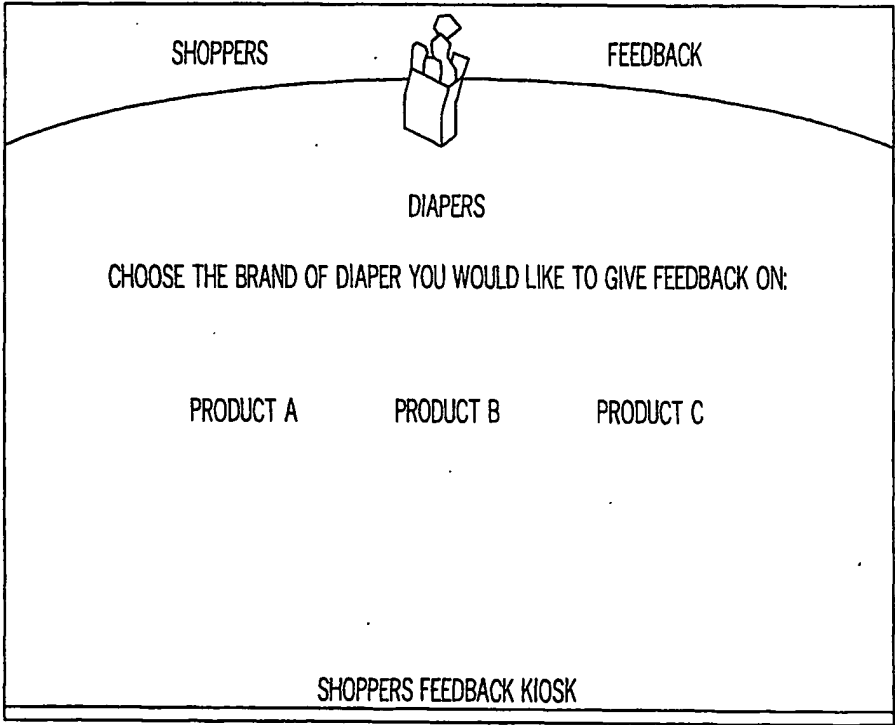 SHOPPERS FEEDBACK
DIAPERS
CHOOSE THE BRAND OF DIAPER YOU WOULD LIKE TO GIVE FEEDBACK ON:
PRODUCT A PRODUCT B PRODUCT C
SHOPPERS FEEDBACK KIOSK